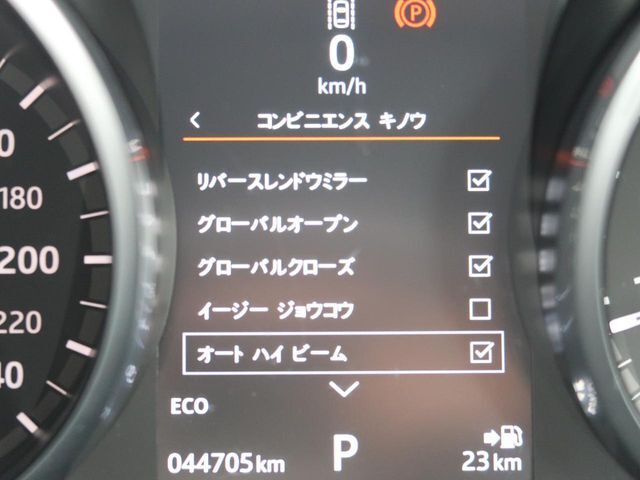 P
0
km/h
コンビニエンス キノウ
リバースレンドウミラー
グローバルオープン
グローバルクローズ
イージー ジョウコウ
オート ハイ ビーム
ECO
044705km
P
23km
180
200
220